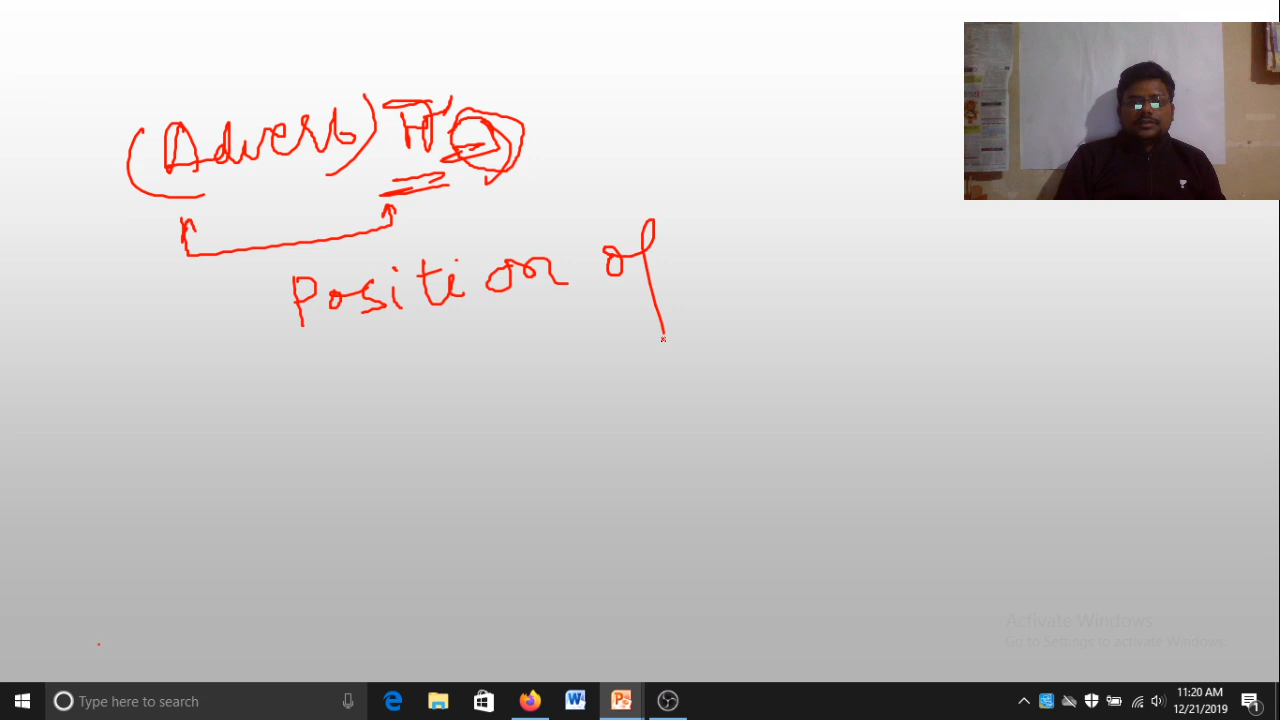 (Adverb)
Position of
Activate Windows
Go to Settings to activate Windows
Type here to search
11:20 AM
12/21/2019